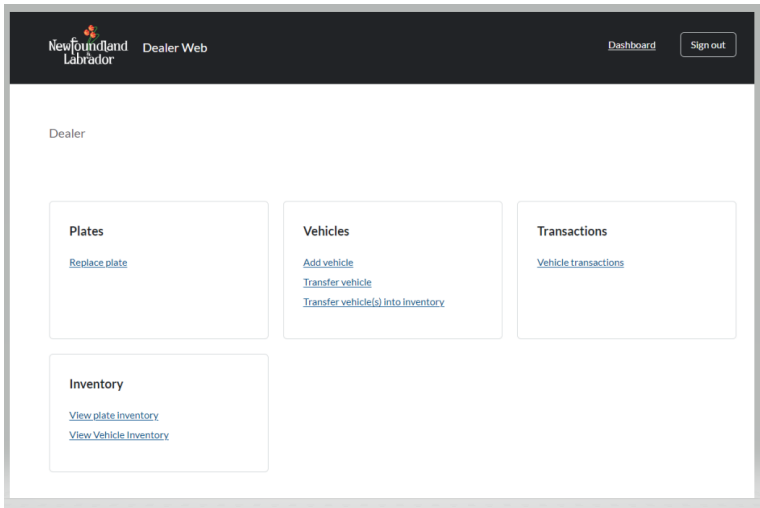 Newfoundland
Labrador
Dealer Web
Dashboard
Sign out
Dealer
Plates
Replace plate
Vehicles
Add vehicle
Transfer vehicle
Transfer vehicle(s) into inventory
Transactions
Vehicle transactions
Inventory
View plate inventory
View Vehicle Inventory